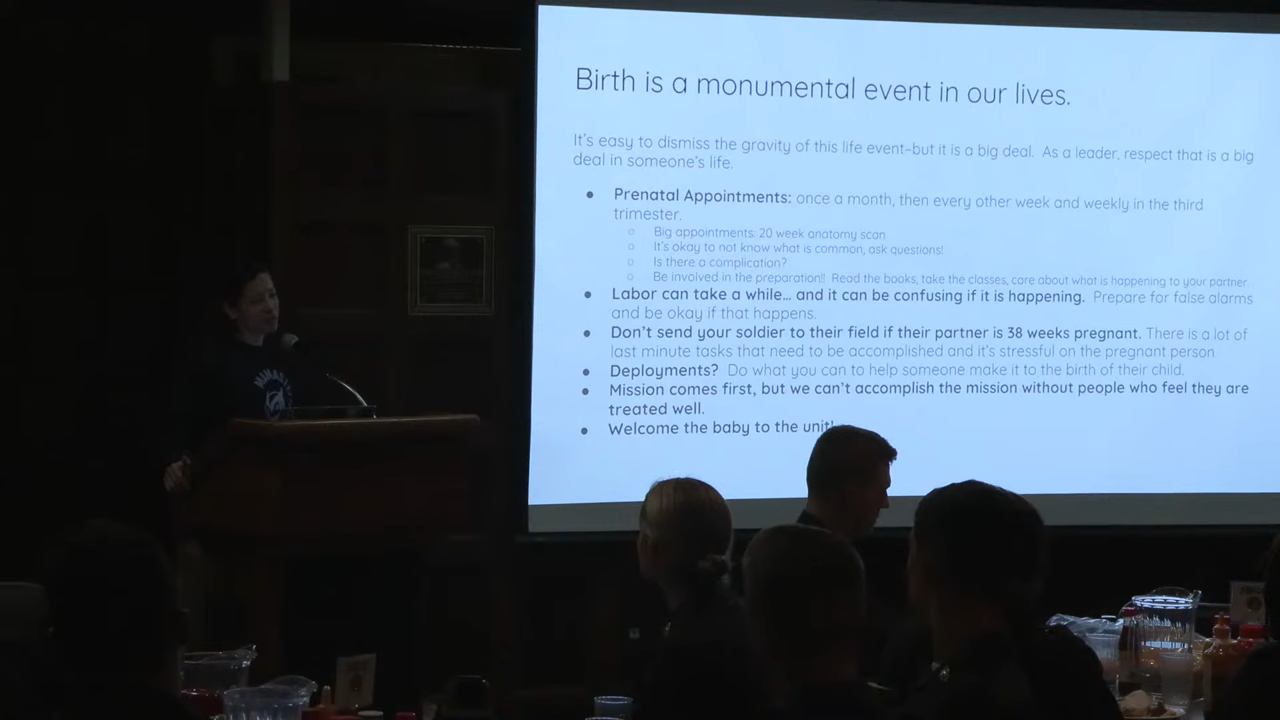 Birth is a monumental event in our lives.
It's easy to dismiss the gravity of this life event–but it is a big deal. As a leader, respect that is a big
deal in someone's life.
● Prenatal Appointments: once a month, then every other week and weekly in the third
trimester.
○ Big appointments: 20 week anatomy scan
○ It's okay to not know what is common, ask questions!
○ Is there a complication?
○ Be involved in the preparation!! Read the books, take the classes, care about what is happening to your partner.
● Labor can take a while... and it can be confusing if it is happening. Prepare for false alarms
and be okay if that happens.
● Don't send your soldier to their field if their partner is 38 weeks pregnant. There is a lot of
last minute tasks that need to be accomplished and it's stressful on the pregnant person.
● Deployments? Do what you can to help someone make it to the birth of their child.
● Mission comes first, but we can't accomplish the mission without people who feel they are
treated well.
● Welcome the baby to the unit!